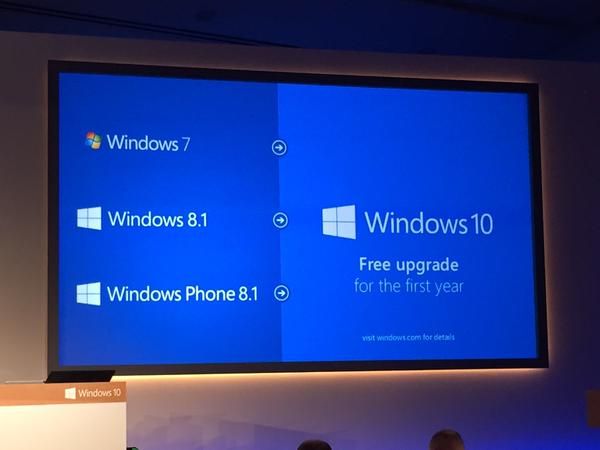 Windows 7
Windows 8.1
Windows Phone 8.1
Windows 10
Free upgrade
for the first year
visit windows.com for details
Windows 10